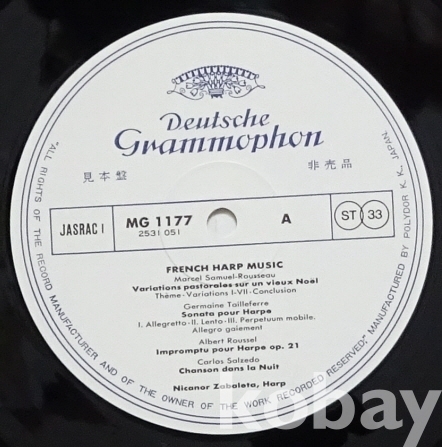 Deutsche
Grammophon
見本盤
非売品
JASRAC I
MG 1177
2531 051
A
ST 33
FRENCH HARP MUSIC
Marcel Samuel-Rousseau
Variations pastorales sur un vieux Noël
Thème-Variations I-VII-Conclusion
Germaine Tailleferre
Sonata pour Harpe
I. Allegretto-II. Lento-III. Perpetuum mobile.
Allegro gaiement
Albert Roussel
Impromptu pour Harpe op. 21
Carlos Salzedo
Chanson dans la Nuit
Nicanor Zabaleta, Harp
"ALL RIGHTS OF THE RECORD MANUFACTURER AND OF THE OWNER OF THE WORK RECORDED RESERVED." MANUFACTURED BY POLYDOR K. K., JAPAN.
kobay